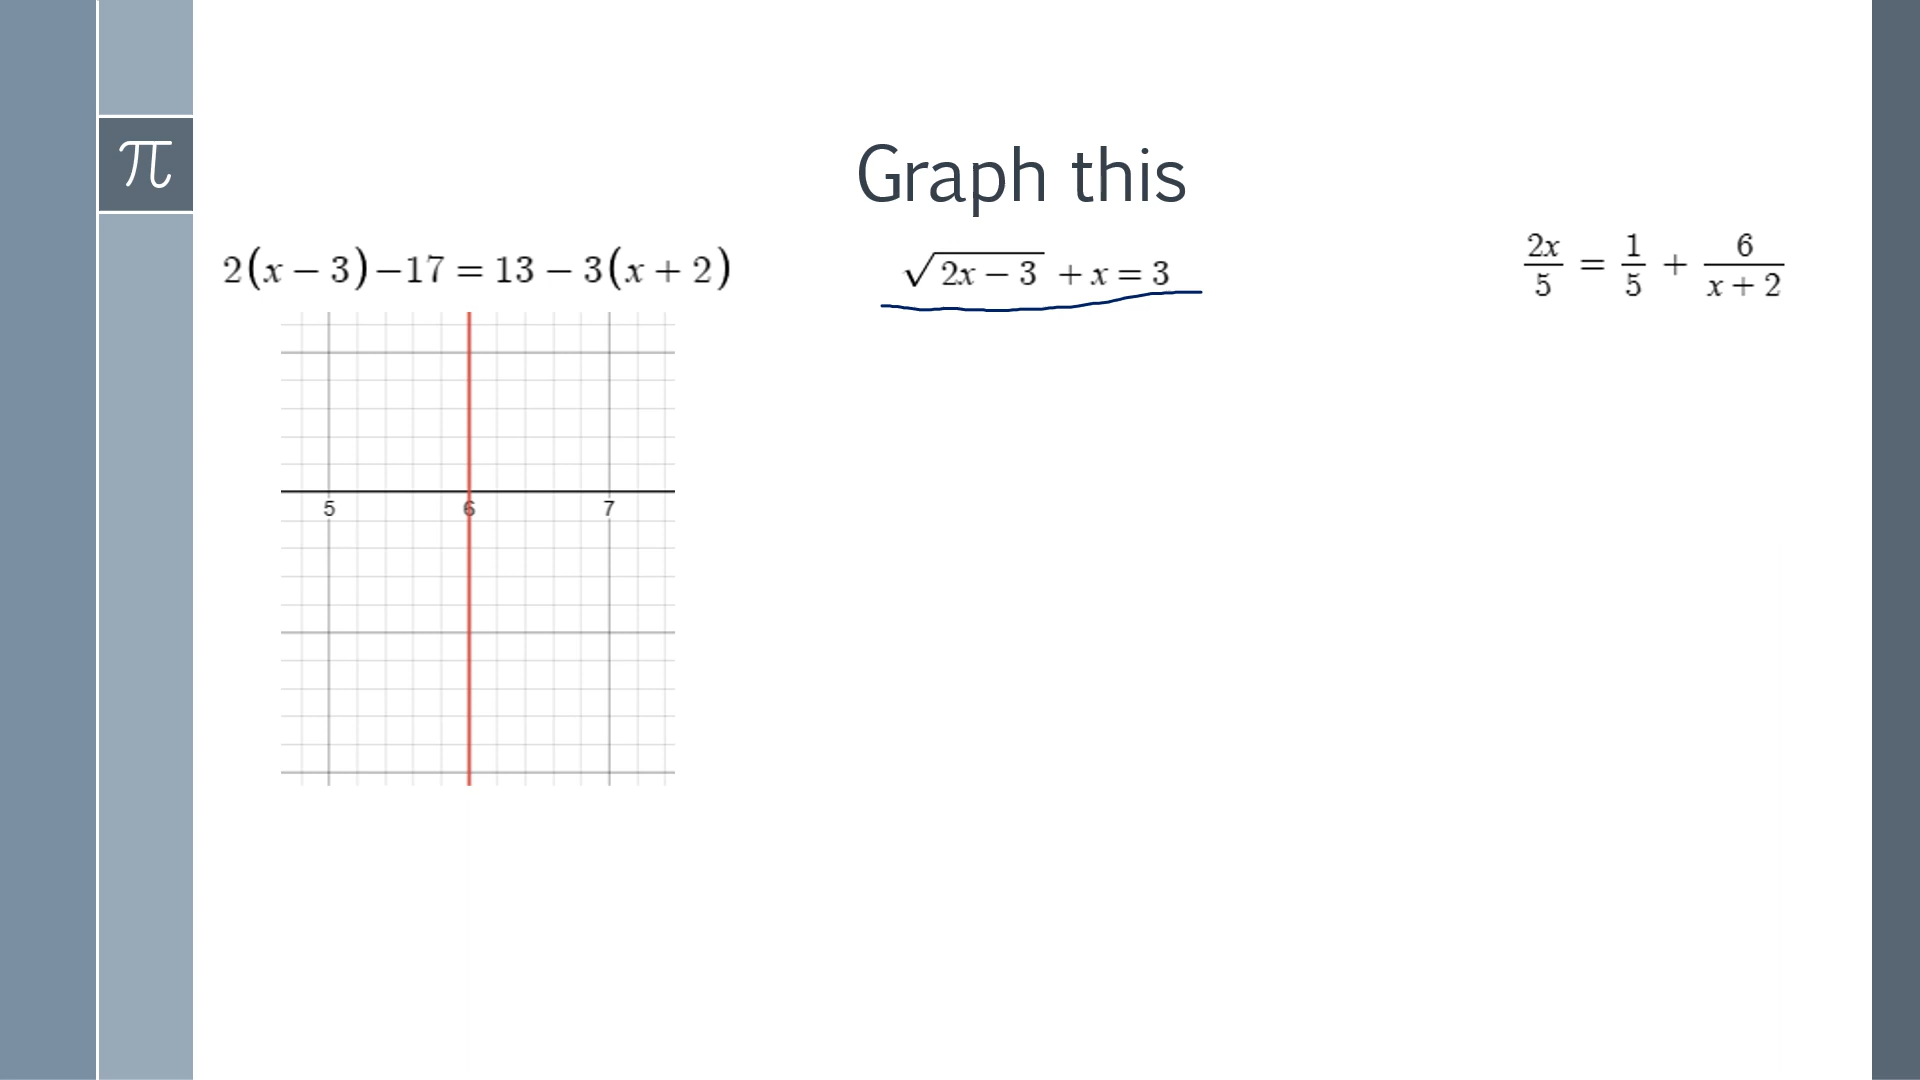 π
Graph this
2(x − 3)−17 = 13 − 3(x + 2)
√(2x − 3) + x = 3
2x/5 = 1/5 + 6/(x + 2)
5 6 7